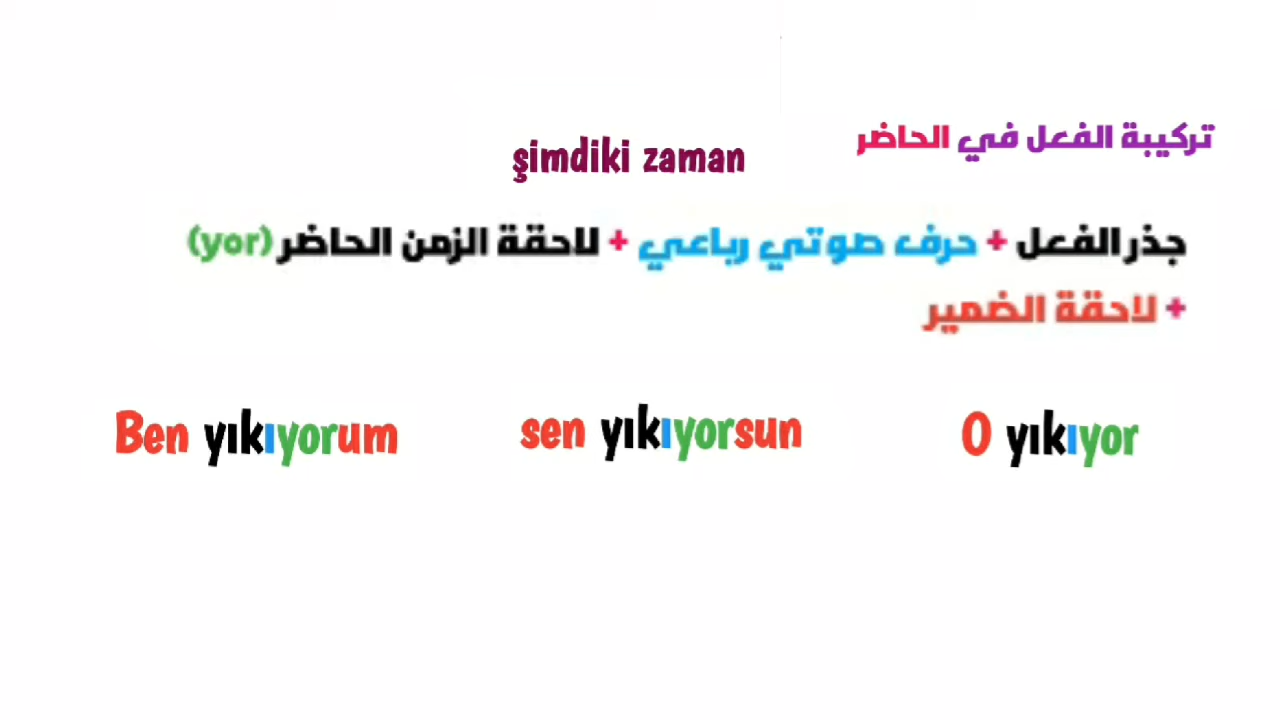 تركيبة الفعل في الحاضر
şimdiki zaman
جذر الفعل + حرف صوتي رباعي + لاحقة الزمن الحاضر (yor)
+ لاحقة الضمير
Ben yıkıyorum sen yıkıyorsun O yıkıyor